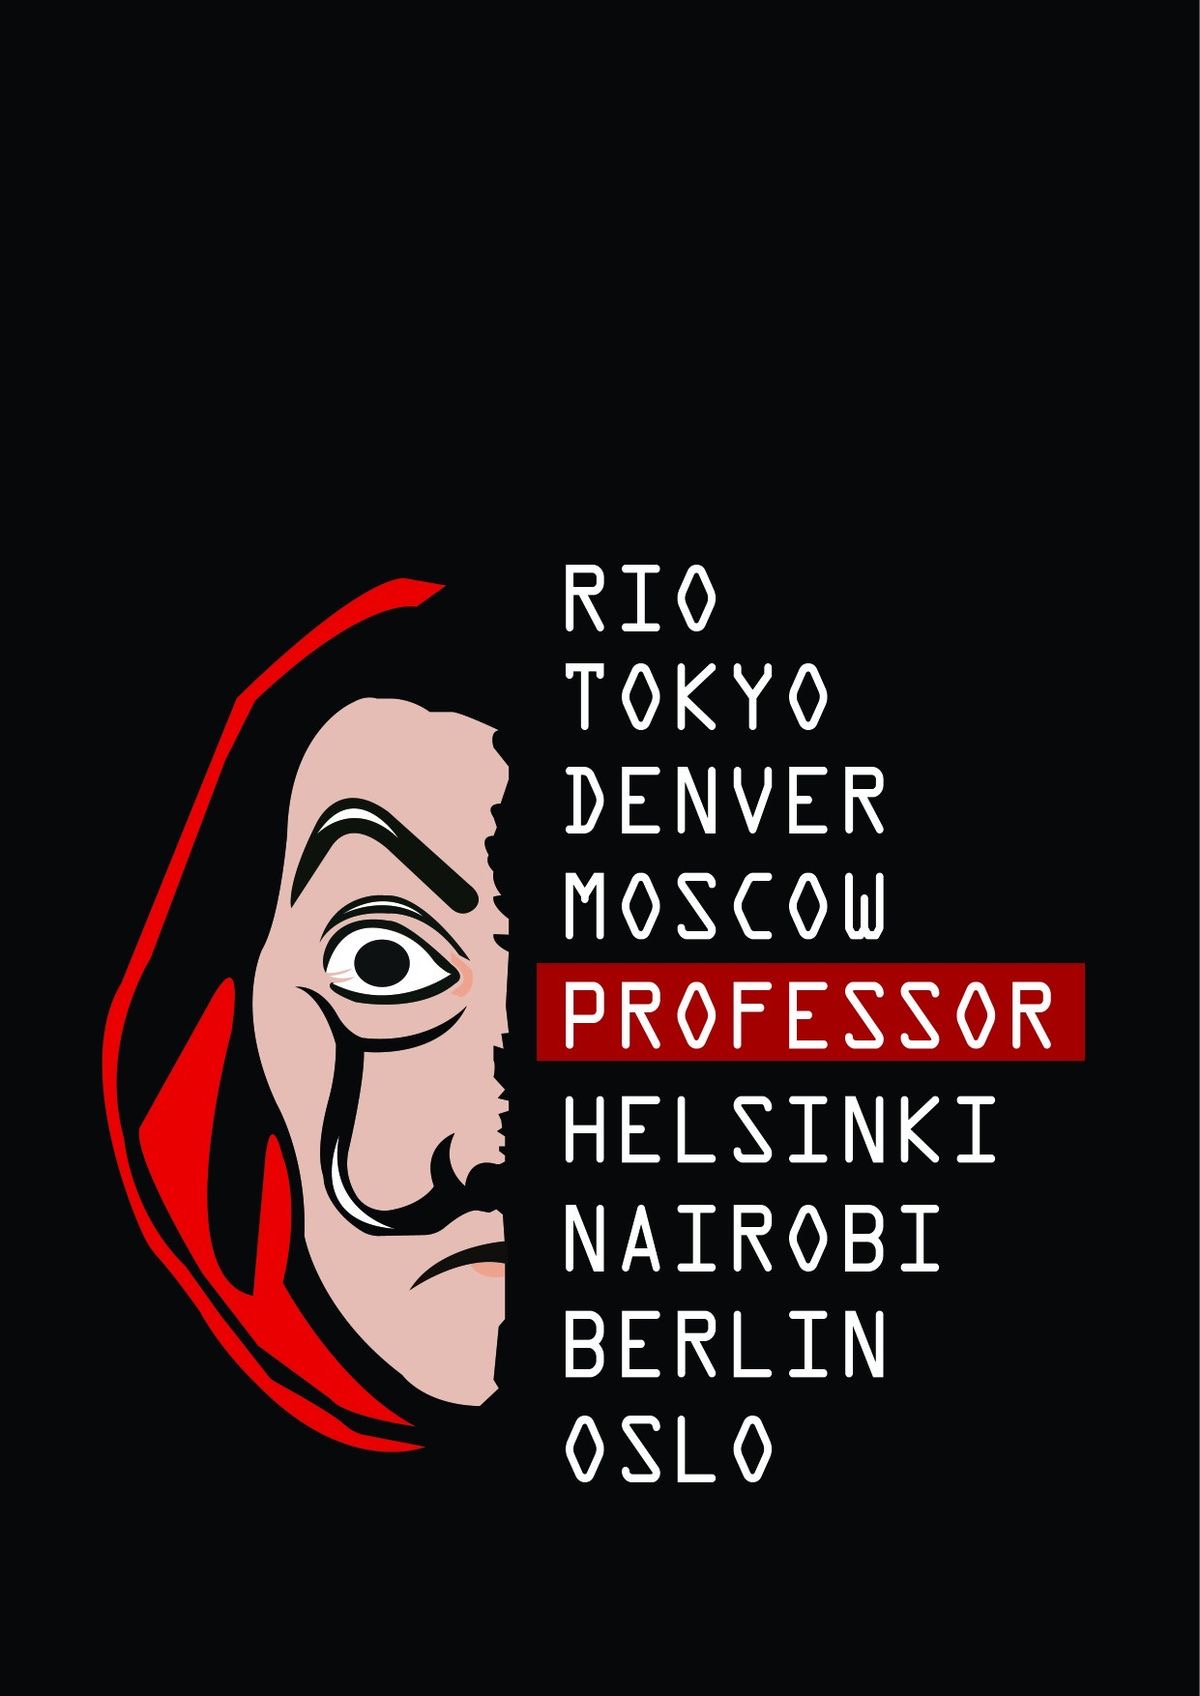 RIO
TOKYO
DENVER
MOSCOW
PROFESSOR
HELSINKI
NAIROBI
BERLIN
OSLO